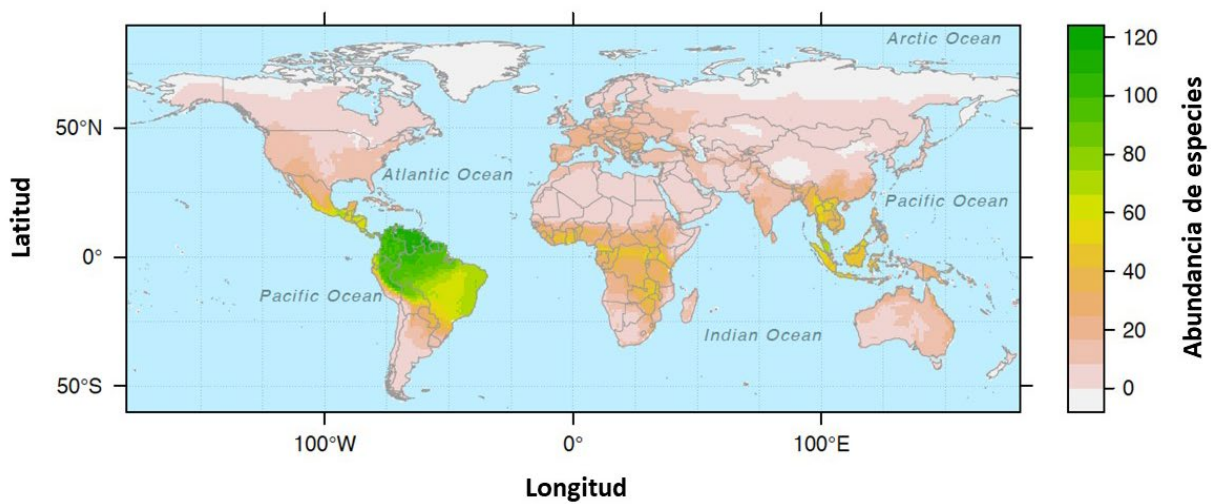 Arctic Ocean
50°N
Atlantic Ocean
Pacific Ocean
0°
Pacific Ocean
Indian Ocean
50°S
100°W
0°
100°E
Latitud
Longitud
120
100
80
60
40
20
0
Abundancia de especies